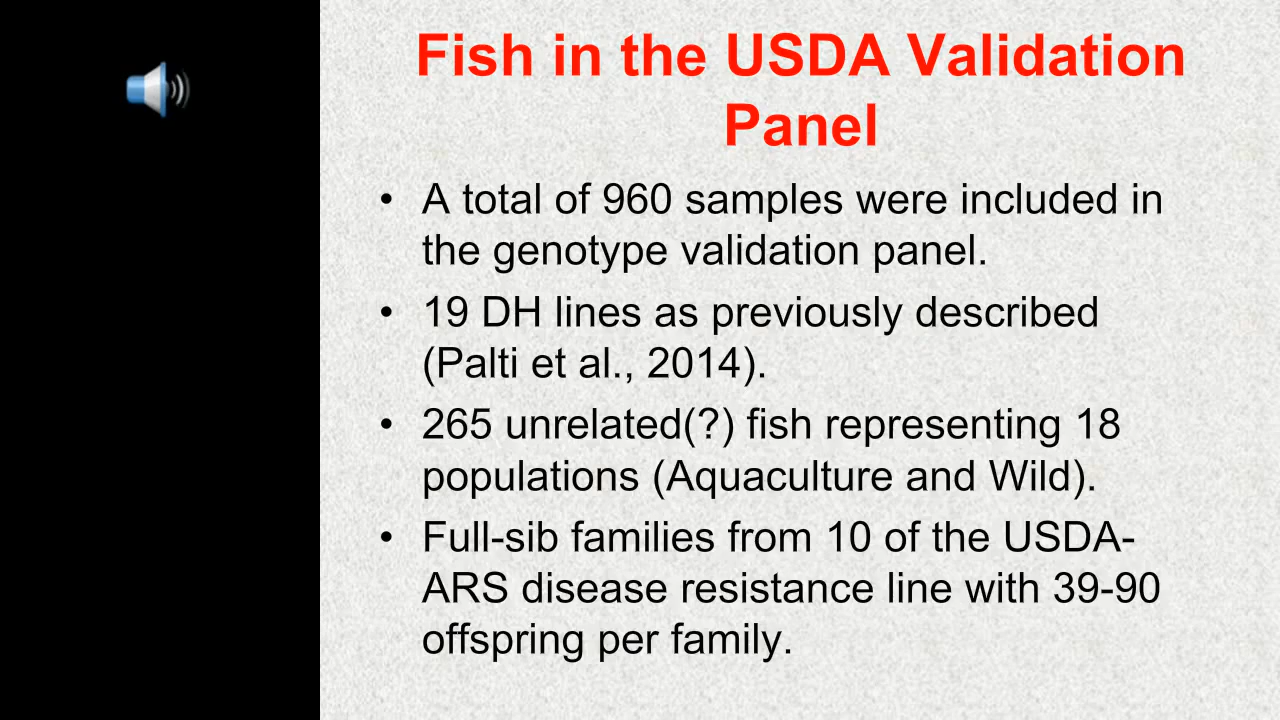 Fish in the USDA Validation
Panel
• A total of 960 samples were included in
the genotype validation panel.
• 19 DH lines as previously described
(Palti et al., 2014).
• 265 unrelated(?) fish representing 18
populations (Aquaculture and Wild).
• Full-sib families from 10 of the USDA-
ARS disease resistance line with 39-90
offspring per family.